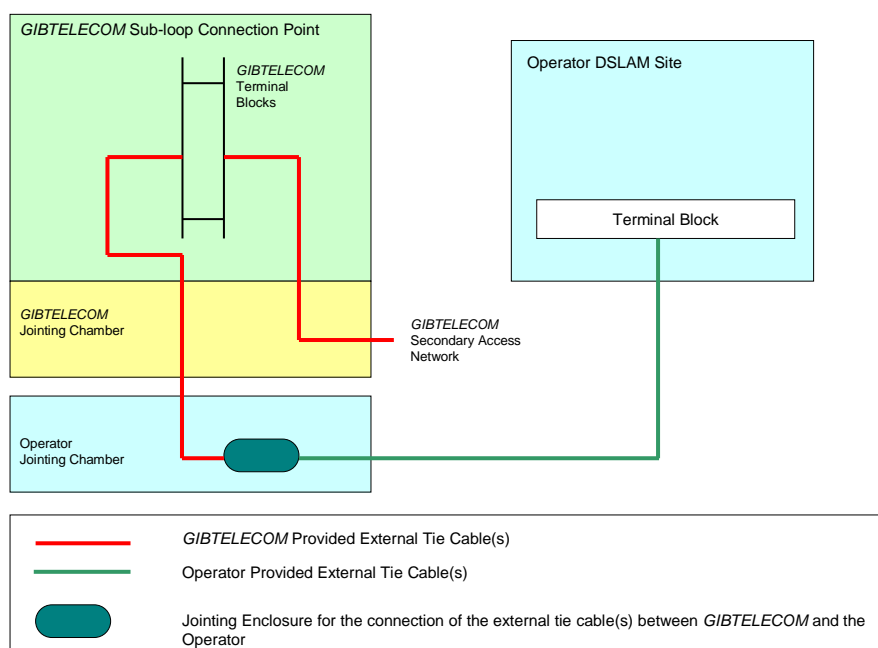 GIBTELECOM Sub-loop Connection Point
GIBTELECOM
Terminal
Blocks
Operator DSLAM Site
Terminal Block
GIBTELECOM
Jointing Chamber
GIBTELECOM
Secondary Access
Network
Operator
Jointing Chamber
GIBTELECOM Provided External Tie Cable(s)
Operator Provided External Tie Cable(s)
Jointing Enclosure for the connection of the external tie cable(s) between GIBTELECOM and the
Operator